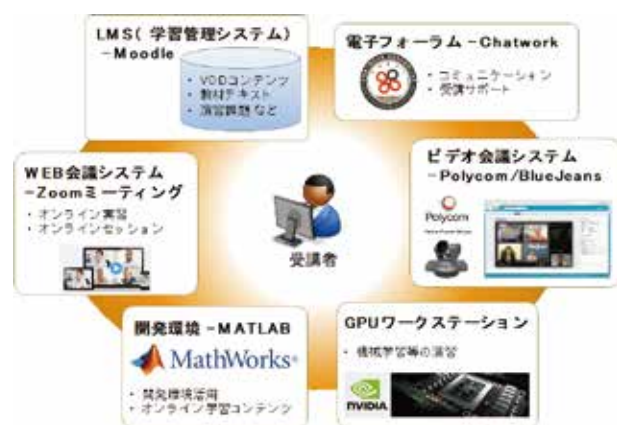 LMS( 学習管理システム)
-Moodle
・ VODコンテンツ
・ 教材テキスト
・ 演習課題 など
電子フォーラム -Chatwork
・ コミュニケーション
・ 受講サポート
WEB会議システム
-Zoomミーティング
・ オンライン実習
・ オンラインセッション
受講者
ビデオ会議システム
-Polycom/BlueJeans
Polycom
開発環境 -MATLAB
MathWorks®
・ 開発環境活用
・ オンライン学習コンテンツ
GPUワークステーション
・ 機械学習等の演習
NVIDIA